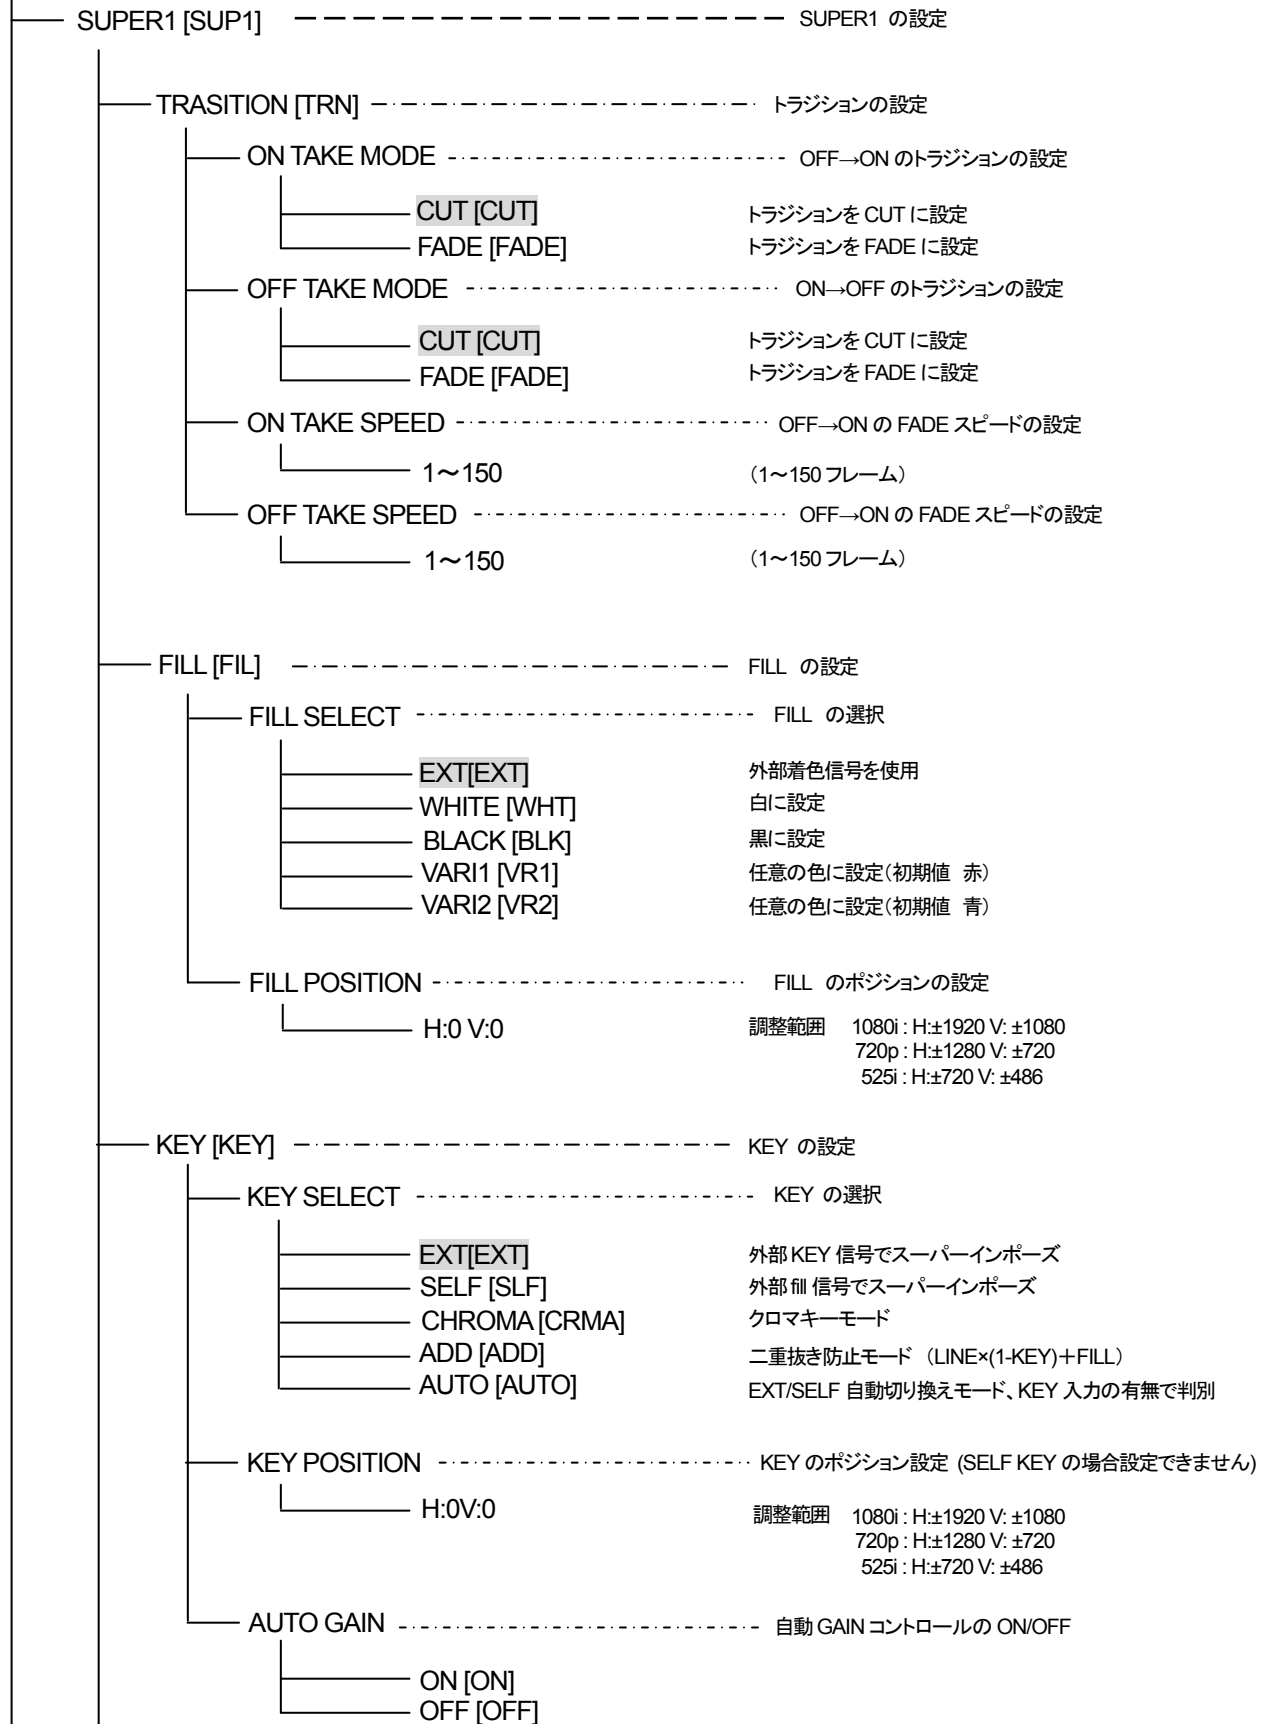 SUPER1 [SUP1] SUPER1 の設定
TRASITION [TRN] トラジションの設定
ON TAKE MODE OFF→ON のトラジションの設定
CUT [CUT] トラジションを CUT に設定
FADE [FADE] トラジションを FADE に設定
OFF TAKE MODE ON→OFF のトラジションの設定
CUT [CUT] トラジションを CUT に設定
FADE [FADE] トラジションを FADE に設定
ON TAKE SPEED OFF→ON の FADE スピードの設定
1～150 （1～150 フレーム）
OFF TAKE SPEED OFF→ON の FADE スピードの設定
1～150 （1～150 フレーム）
FILL [FIL] FILL の設定
FILL SELECT FILL の選択
EXT[EXT] 外部着色信号を使用
WHITE [WHT] 白に設定
BLACK [BLK] 黒に設定
VARI1 [VR1] 任意の色に設定（初期値 赤）
VARI2 [VR2] 任意の色に設定（初期値 青）
FILL POSITION FILL のポジションの設定
H:0 V:0 調整範囲 1080i : H:±1920 V: ±1080
720p : H:±1280 V: ±720
525i : H:±720 V: ±486
KEY [KEY] KEY の設定
KEY SELECT KEY の選択
EXT[EXT] 外部 KEY 信号でスーパーインポーズ
SELF [SLF] 外部 fill 信号でスーパーインポーズ
CHROMA [CRMA] クロマキーモード
ADD [ADD] 二重抜き防止モード （LINE×(1-KEY)＋FILL）
AUTO [AUTO] EXT/SELF 自動切り換えモード、KEY 入力の有無で判別
KEY POSITION KEY のポジション設定 (SELF KEY の場合設定できません)
H:0V:0 調整範囲 1080i : H:±1920 V: ±1080
720p : H:±1280 V: ±720
525i : H:±720 V: ±486
AUTO GAIN 自動 GAIN コントロールの ON/OFF
ON [ON]
OFF [OFF]